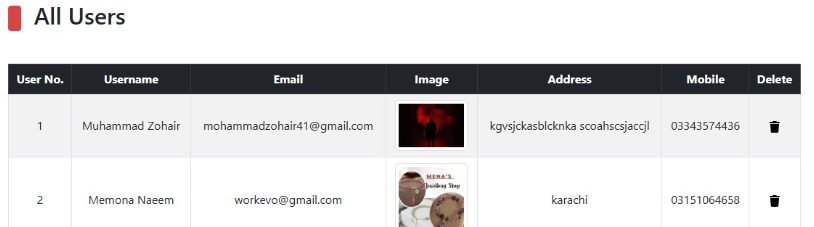 All Users
User No. Username Email Image Address Mobile Delete
1 Muhammad Zohair mohammadzohair41@gmail.com kgvsjckasblcknka scoahscsjaccjl 03343574436
2 Memona Naeem workevo@gmail.com MEHA'S Jewellery Shop karachi 03151064658